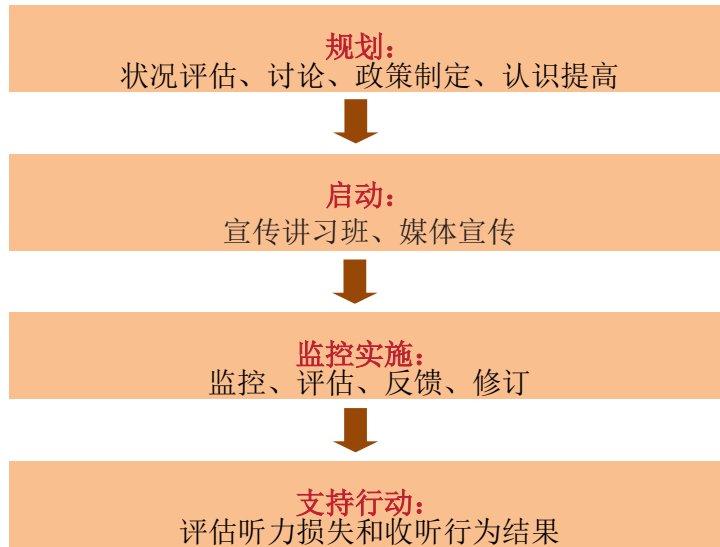 规划：
状况评估、讨论、政策制定、认识提高
启动：
宣传讲习班、媒体宣传
监控实施：
监控、评估、反馈、修订
支持行动：
评估听力损失和收听行为结果